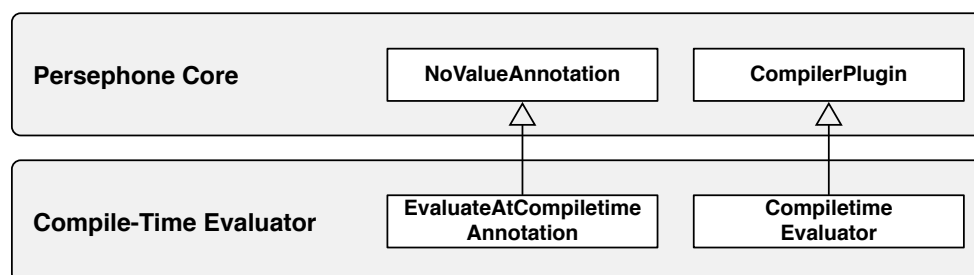 Persephone Core
NoValueAnnotation
CompilerPlugin
Compile-Time Evaluator
EvaluateAtCompiletime
Annotation
Compiletime
Evaluator